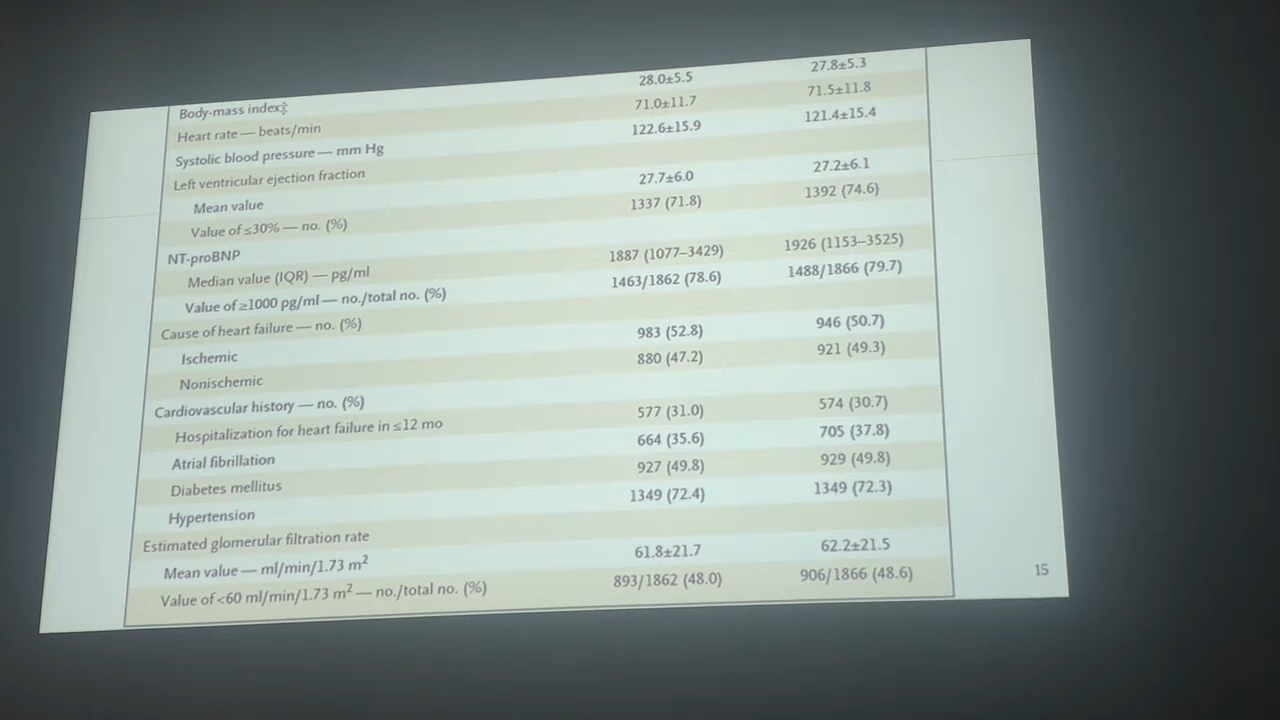 Body-mass index‡ 28.0±5.5 27.8±5.3
Heart rate — beats/min 71.0±11.7 71.5±11.8
Systolic blood pressure — mm Hg 122.6±15.9 121.4±15.4
Left ventricular ejection fraction
Mean value 27.7±6.0 27.2±6.1
Value of ≤30% — no. (%) 1337 (71.8) 1392 (74.6)
NT-proBNP
Median value (IQR) — pg/ml 1887 (1077–3429) 1926 (1153–3525)
Value of ≥1000 pg/ml — no./total no. (%) 1463/1862 (78.6) 1488/1866 (79.7)
Cause of heart failure — no. (%)
Ischemic 983 (52.8) 946 (50.7)
Nonischemic 880 (47.2) 921 (49.3)
Cardiovascular history — no. (%)
Hospitalization for heart failure in ≤12 mo 577 (31.0) 574 (30.7)
Atrial fibrillation 664 (35.6) 705 (37.8)
Diabetes mellitus 927 (49.8) 929 (49.8)
Hypertension 1349 (72.4) 1349 (72.3)
Estimated glomerular filtration rate
Mean value — ml/min/1.73 m² 61.8±21.7 62.2±21.5
Value of <60 ml/min/1.73 m² — no./total no. (%) 893/1862 (48.0) 906/1866 (48.6)
15